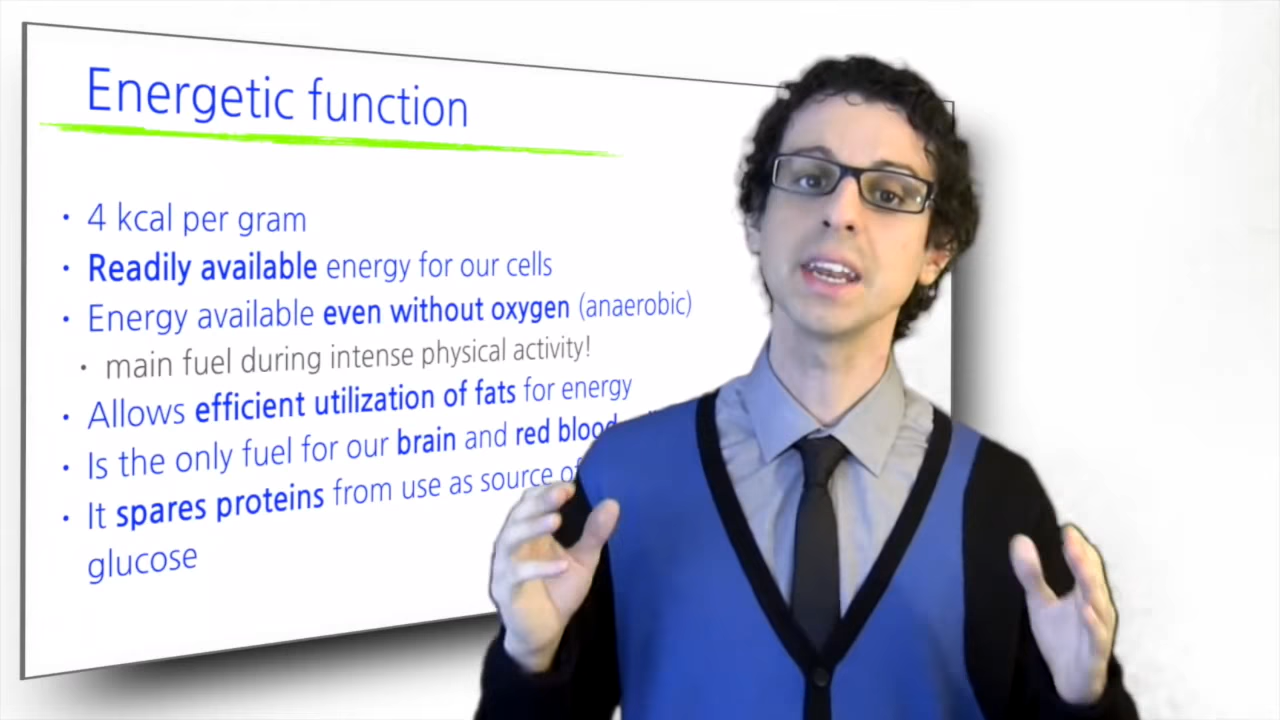 Energetic function
• 4 kcal per gram
• Readily available energy for our cells
• Energy available even without oxygen (anaerobic)
• main fuel during intense physical activity!
• Allows efficient utilization of fats for energy
• Is the only fuel for our brain and red blood
• It spares proteins from use as source of
glucose